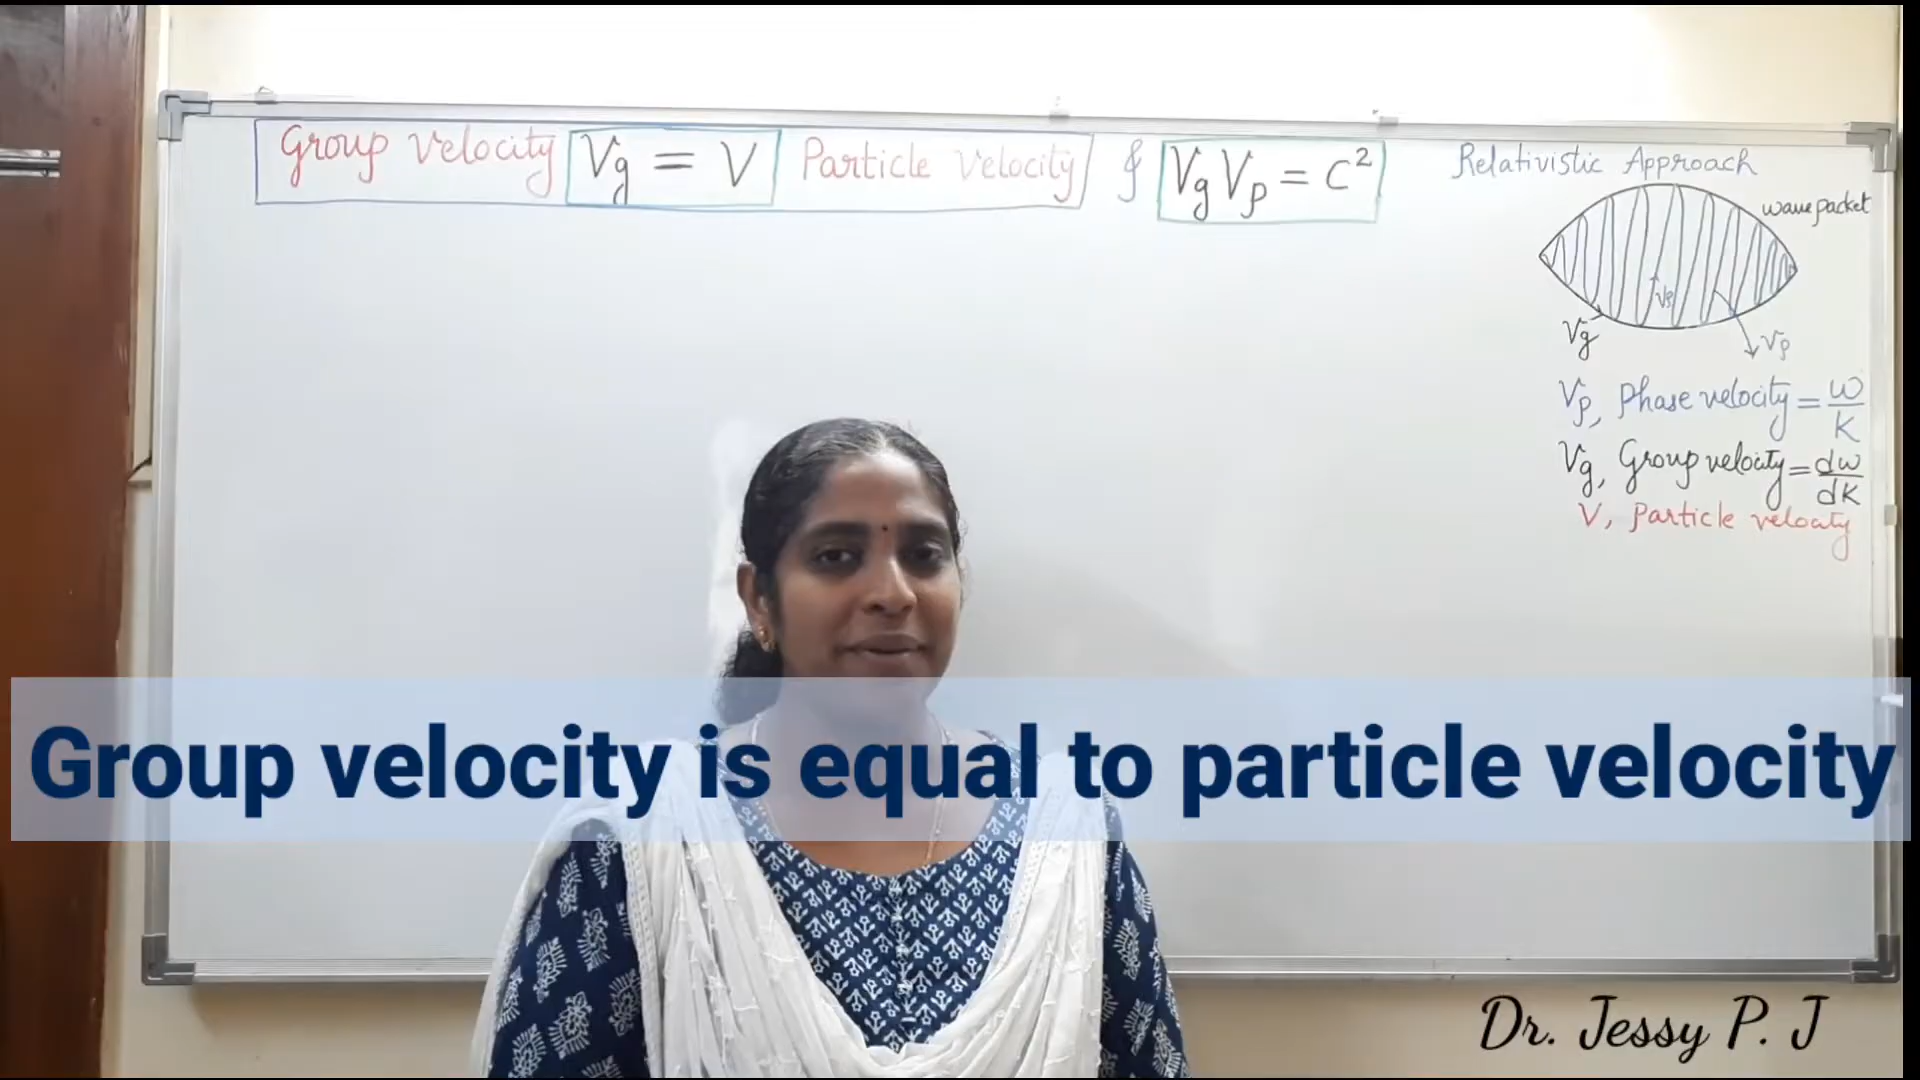 Group velocity Vg = V Particle velocity & VgVp = C²
Relativistic Approach
wave packet
Vp
Vg
Vp
Vp, Phase velocity = ω/K
Vg, Group velocity = dω/dK
V, Particle velocity
Group velocity is equal to particle velocity
Dr. Jessy P. J